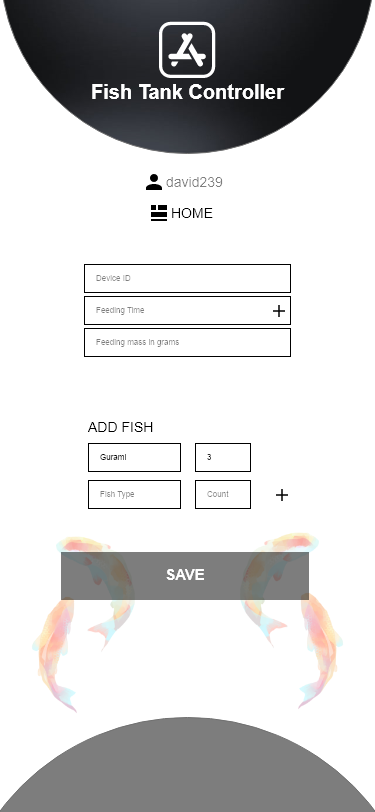 Fish Tank Controller
david239
HOME
Device ID
Feeding Time
Feeding mass in grams
ADD FISH
Gurami 3
Fish Type Count
SAVE